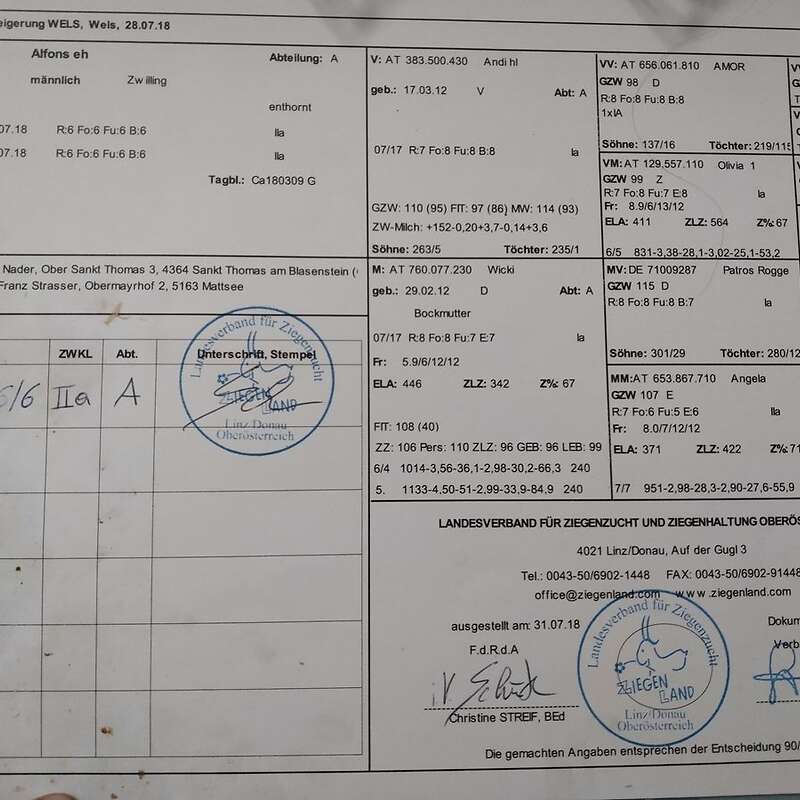 eigerung WELS, Wels, 28.07.18
Alfons eh Abteilung: A
männlich Zwilling
enthornt
07.18 R:6 Fo:6 Fu:6 B:6 IIa
07.18 R:6 Fo:6 Fu:6 B:6 IIa
Tagbl.: Ca180309 G
Nader, Ober Sankt Thomas 3, 4364 Sankt Thomas am Blasenstein (
Franz Strasser, Obermayrhof 2, 5163 Mattsee
ZWKL Abt. Unterschrift, Stempel
/6 IIa A
Landesverband für Ziegenzucht
ZIEGEN LAND
Linz/Donau
Oberösterreich
V: AT 383.500.430 Andi hl
geb.: 17.03.12 V Abt: A
07/17 R:7 Fo:8 Fu:8 B:8 Ia
GZW: 110 (95) FIT: 97 (86) MW: 114 (93)
ZW-Milch: +152-0,20+3,7-0,14+3,6
Söhne: 263/5 Töchter: 235/1
M: AT 760.077.230 Wicki
geb.: 29.02.12 D Abt: A
Bockmutter
07/17 R:8 Fo:8 Fu:7 E:7 Ia
Fr: 5.9/6/12/12
ELA: 446 ZLZ: 342 Z%: 67
FIT: 108 (40)
ZZ: 106 Pers: 110 ZLZ: 96 GEB: 96 LEB: 99
6/4 1014-3,56-36,1-2,98-30,2-66,3 240
5. 1133-4,50-51-2,99-33,9-84,9 240
VV: AT 656.061.810 AMOR
GZW 98 D
R:8 Fo:8 Fu:8 B:8
1xIA
Söhne: 137/16 Töchter: 219/115
VM: AT 129.557.110 Olivia 1
GZW 99 Z
R:7 Fo:8 Fu:7 E:8 Ia
Fr: 8.9/6/13/12
ELA: 411 ZLZ: 564 Z%: 67
6/5 831-3,38-28,1-3,02-25,1-53,2
MV: DE 71009287 Patros Rogge
GZW 115 D
R:8 Fo:8 Fu:8 B:7 Ia
Söhne: 301/29 Töchter: 280/12
MM: AT 653.867.710 Angela
GZW 107 E
R:7 Fo:6 Fu:5 E:6 IIa
Fr: 8.0/7/12/12
ELA: 371 ZLZ: 422 Z%: 71
7/7 951-2,98-28,3-2,90-27,6-55,9
LANDESVERBAND FÜR ZIEGENZUCHT UND ZIEGENHALTUNG OBERÖS
4021 Linz/Donau, Auf der Gugl 3
Tel.: 0043-50/6902-1448 FAX: 0043-50/6902-91448
office@ziegenland.com www.ziegenland.com
ausgestellt am: 31.07.18 Dokum
F.d.R.d.A Verb
Christine STREIF, BEd
Landesverband für Ziegenzucht
ZIEGEN LAND
Linz/Donau
Oberösterreich
Die gemachten Angaben entsprechen der Entscheidung 90/